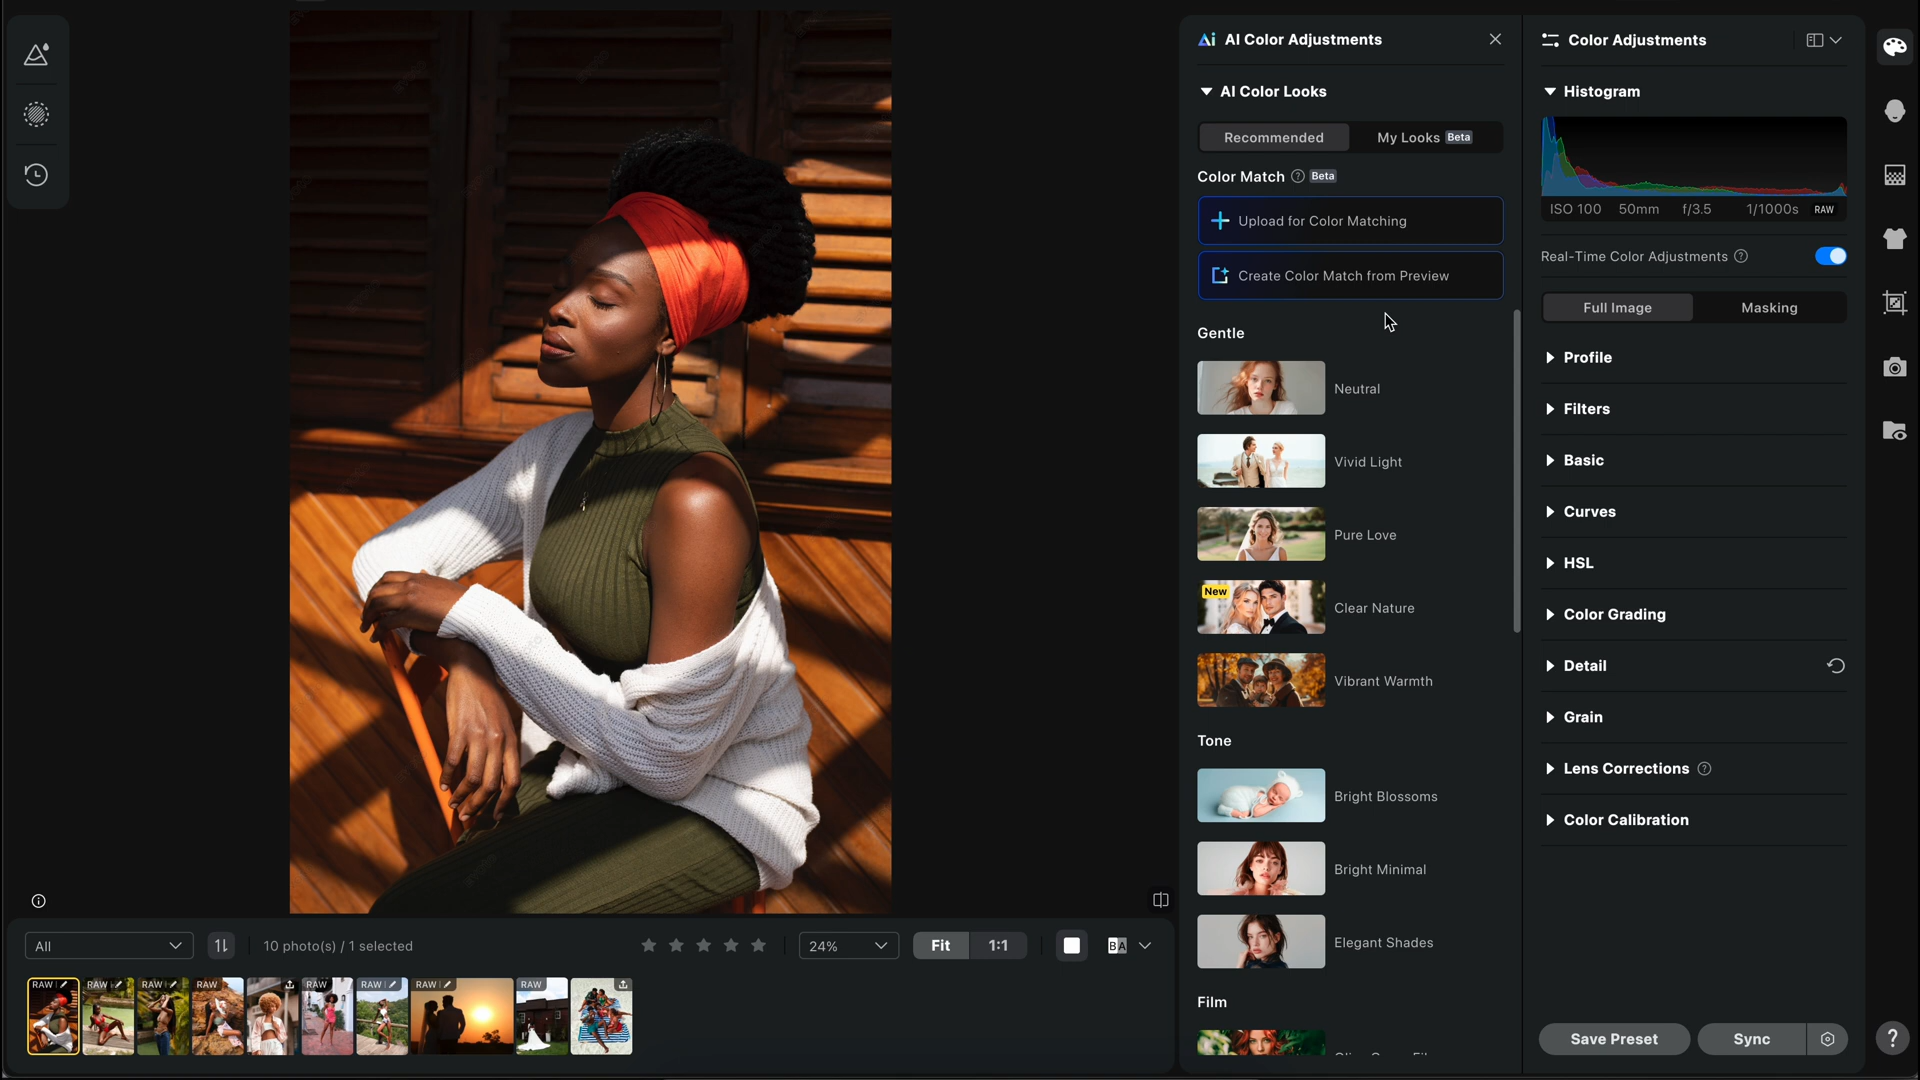 AI Color Adjustments
AI Color Looks
Recommended
My Looks Beta
Color Match ? Beta
Upload for Color Matching
Create Color Match from Preview
Gentle
Neutral
Vivid Light
Pure Love
New
Clear Nature
Vibrant Warmth
Tone
Bright Blossoms
Bright Minimal
Elegant Shades
Film
Color Adjustments
Histogram
ISO 100 50mm f/3.5 1/1000s RAW
Real-Time Color Adjustments ?
Full Image Masking
Profile
Filters
Basic
Curves
HSL
Color Grading
Detail
Grain
Lens Corrections ?
Color Calibration
Save Preset Sync ?
All
10 photo(s) / 1 selected
24%
Fit 1:1
BA
RAW RAW RAW RAW RAW RAW RAW RAW